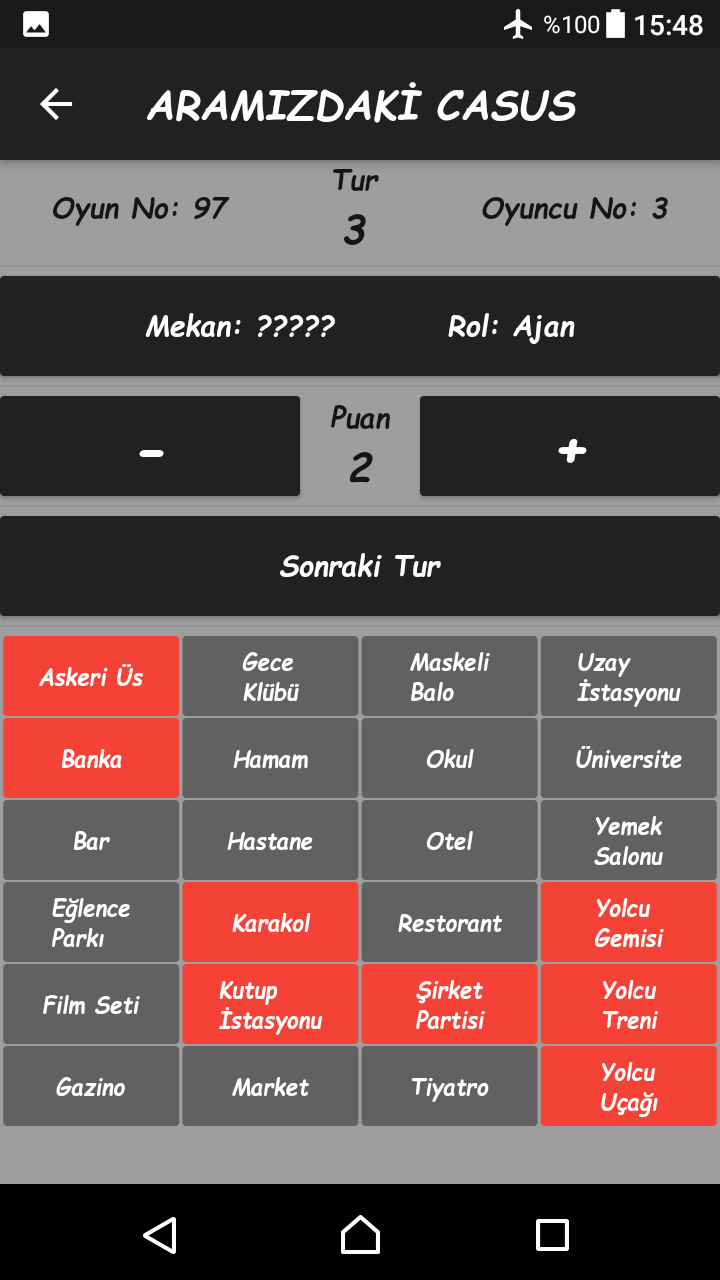 %100 15:48
ARAMIZDAKİ CASUS
Oyun No: 97
Tur
3
Oyuncu No: 3
Mekan: ?????
Rol: Ajan
-
Puan
2
+
Sonraki Tur
Askeri Üs
Gece
Klübü
Maskeli
Balo
Uzay
İstasyonu
Banka
Hamam
Okul
Üniversite
Bar
Hastane
Otel
Yemek
Salonu
Eğlence
Parkı
Karakol
Restorant
Yolcu
Gemisi
Film Seti
Kutup
İstasyonu
Şirket
Partisi
Yolcu
Treni
Gazino
Market
Tiyatro
Yolcu
Uçağı